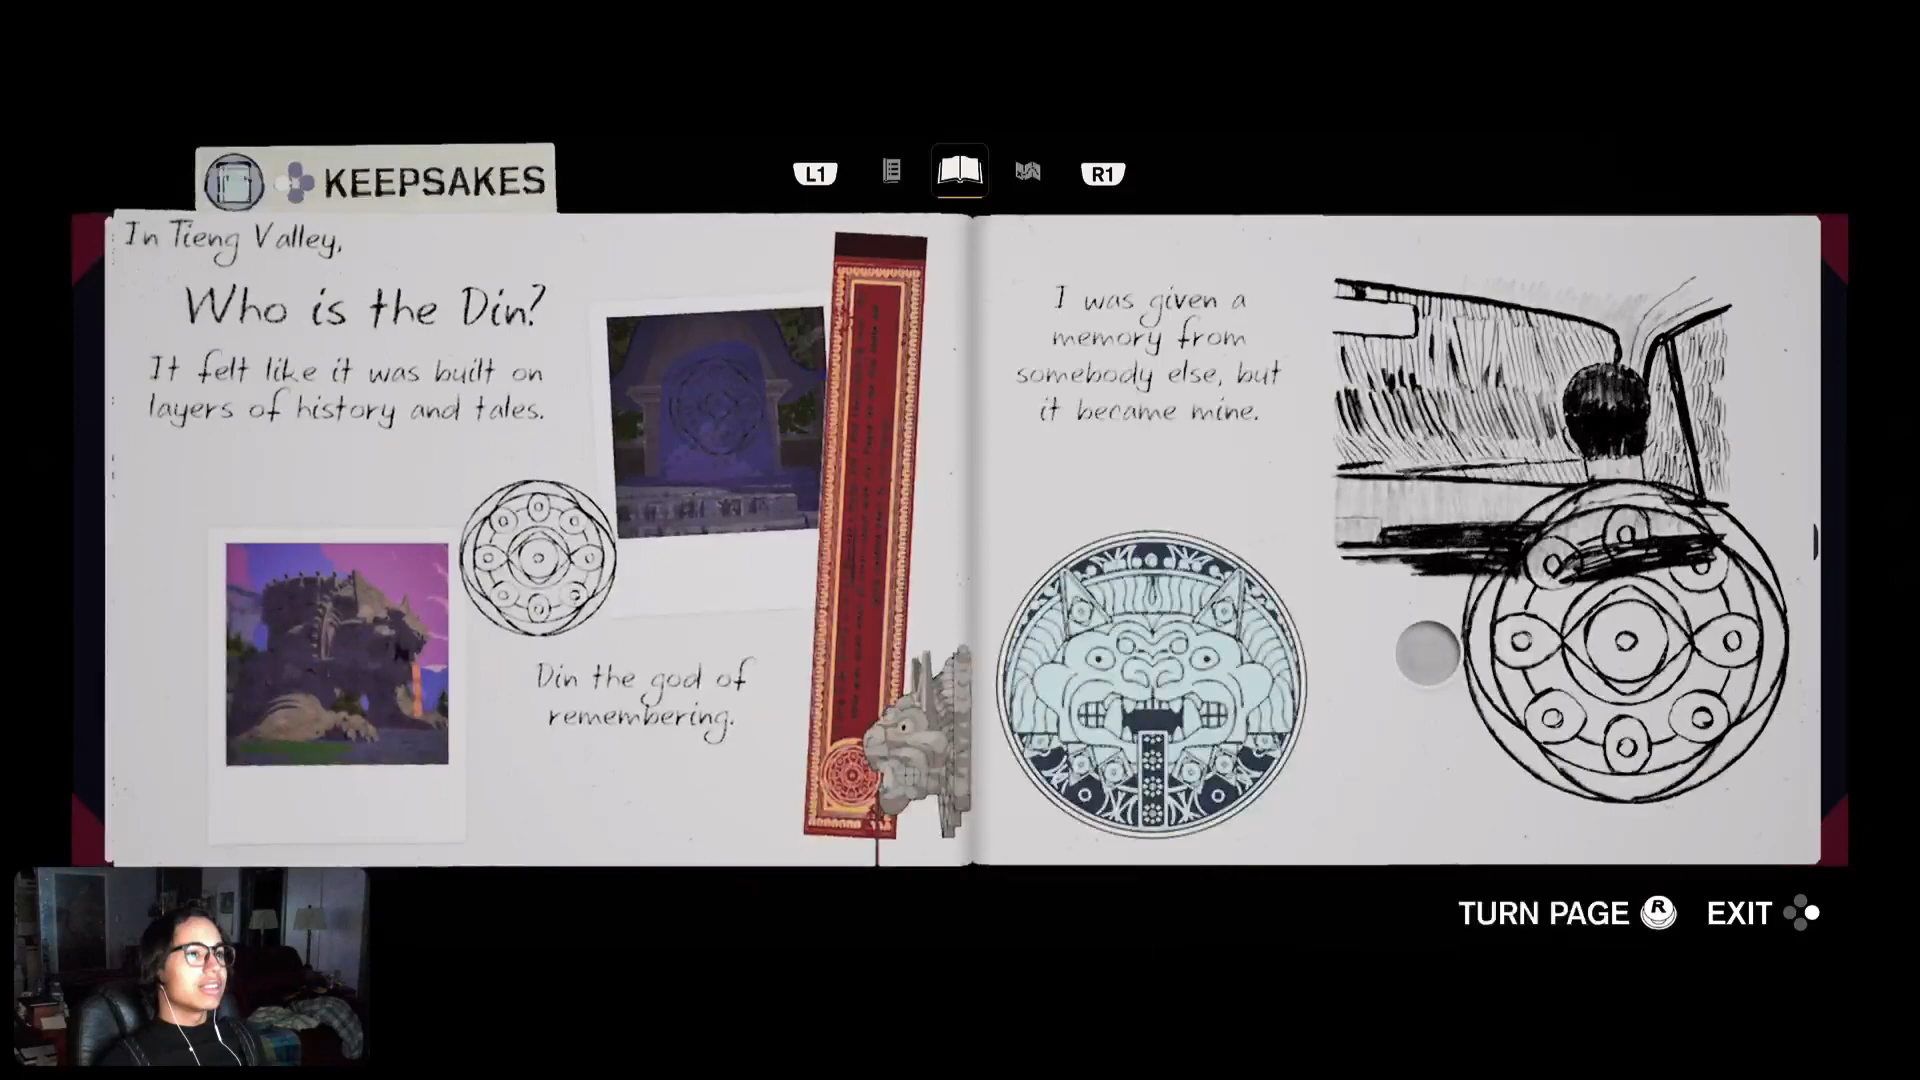 KEEPSAKES
L1
R1
In Tieng Valley,
Who is the Din?
It felt like it was built on
layers of history and tales.
Din the god of
remembering.
I was given a
memory from
somebody else, but
it became mine.
TURN PAGE R
EXIT